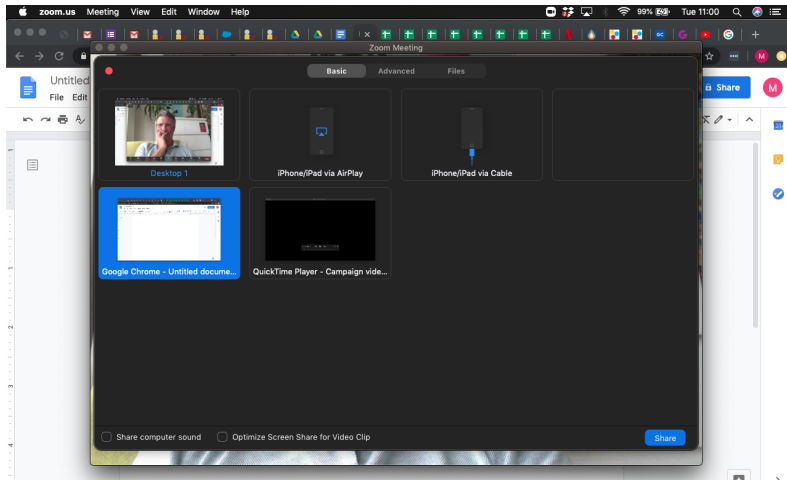 zoom.us Meeting View Edit Window Help 99% Tue 11:00
Zoom Meeting
Basic Advanced Files
Untitled
File Edit
Share
M
M
Desktop 1
iPhone/iPad via AirPlay
iPhone/iPad via Cable
Google Chrome - Untitled docume...
QuickTime Player - Campaign vide...
Share computer sound
Optimize Screen Share for Video Clip
Share